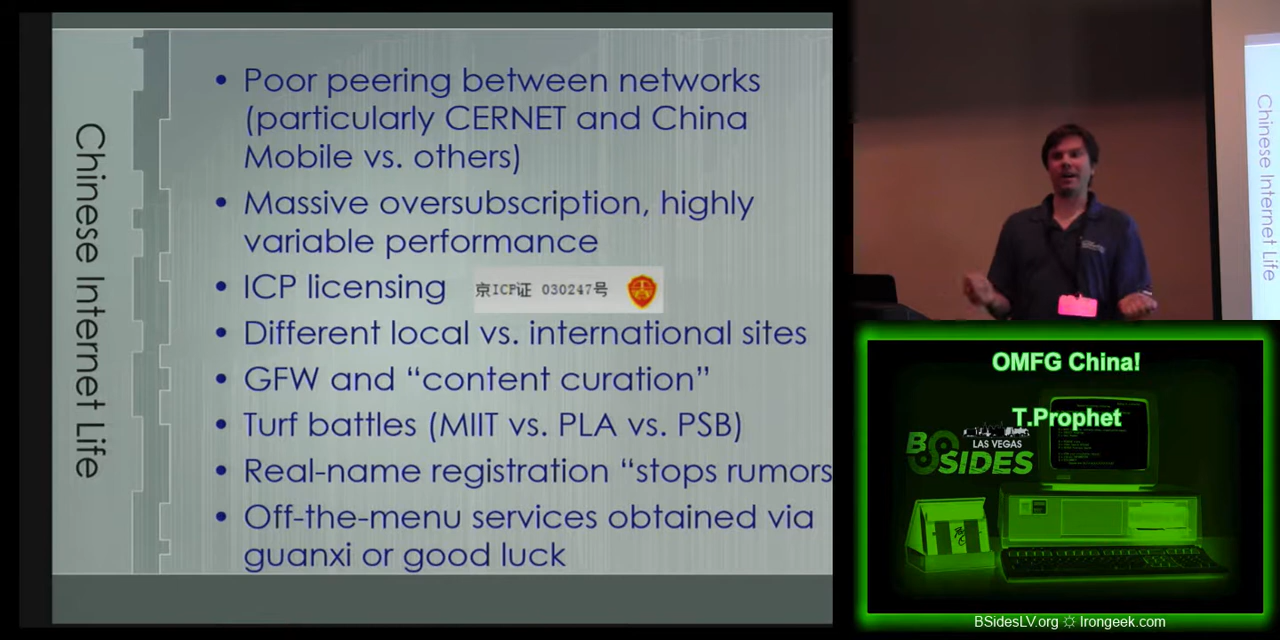 Chinese Internet Life
• Poor peering between networks
(particularly CERNET and China
Mobile vs. others)
• Massive oversubscription, highly
variable performance
• ICP licensing 京ICP证 030247号
• Different local vs. international sites
• GFW and “content curation”
• Turf battles (MIIT vs. PLA vs. PSB)
• Real-name registration “stops rumors
• Off-the-menu services obtained via
guanxi or good luck
Chinese Internet Life
OMFG China!
T.Prophet
BSIDES
LAS VEGAS
BSidesLV.org ☼ Irongeek.com